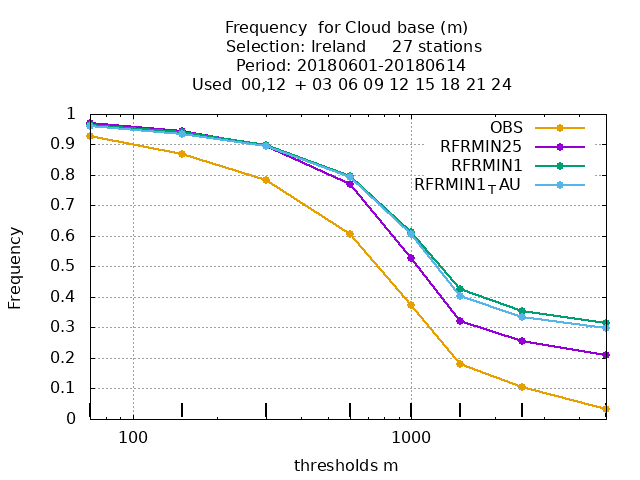 Frequency  for Cloud base (m)
Selection: Ireland     27 stations
Period: 20180601-20180614
Used  00,12  + 03 06 09 12 15 18 21 24
OBS
RFRMIN25
RFRMIN1
RFRMIN1_TAU
1
0.9
0.8
0.7
0.6
0.5
0.4
0.3
0.2
0.1
0
Frequency
100
1000
thresholds m